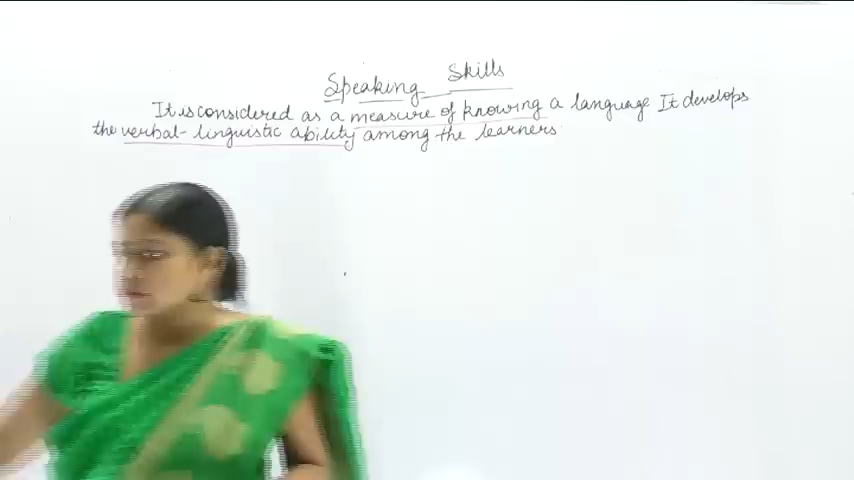 Speaking Skills
It is considered as a measure of knowing a language It develops
the verbal-linguistic ability among the learners